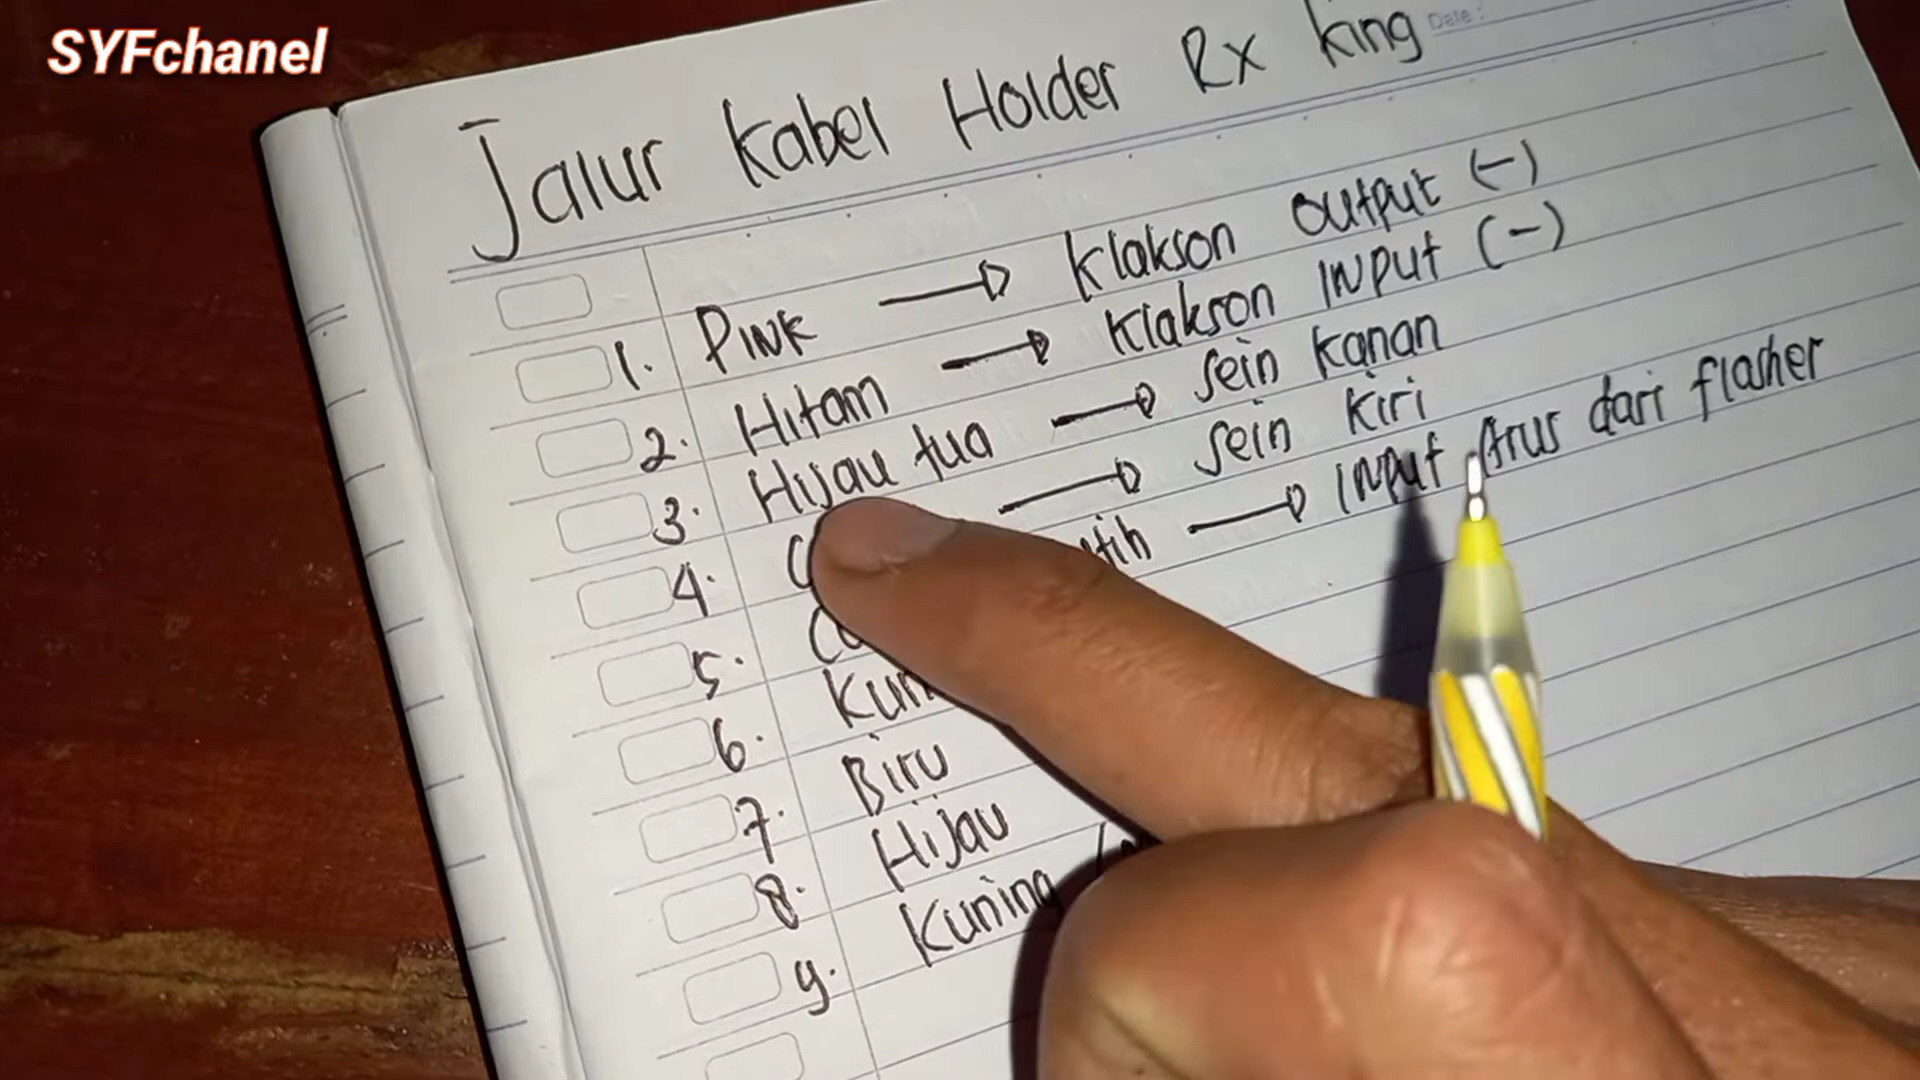 SYFchanel
Date:
Jalur Kabel Holder Rx King
1. Pink → Klakson output (-)
2. Hitam → Klakson input (-)
3. Hijau tua → sein kanan
4. → sein kiri
5. → input Arus dari flasher
6.
7. Biru
8. Hijau
9. Kuning